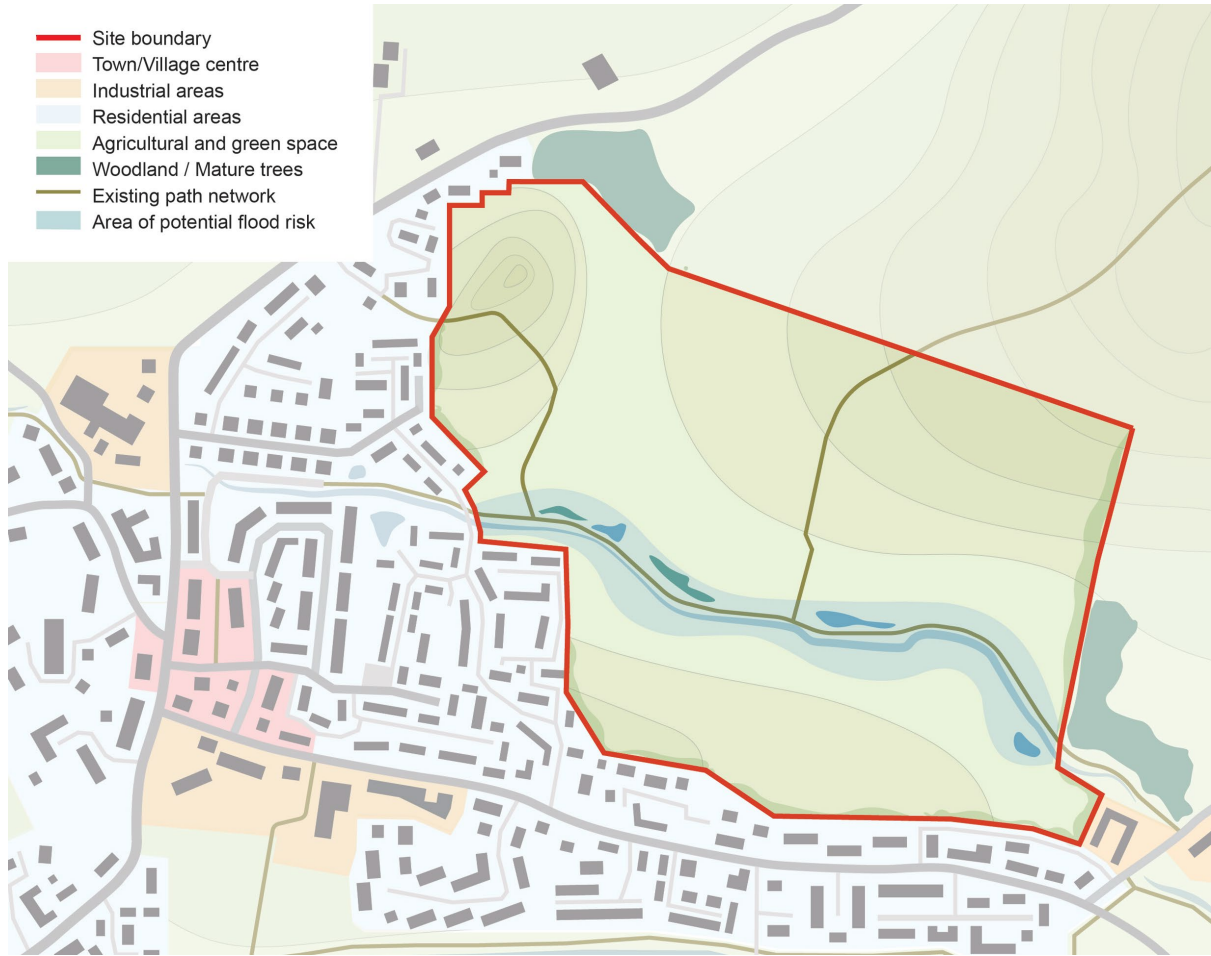 Site boundary
Town/Village centre
Industrial areas
Residential areas
Agricultural and green space
Woodland / Mature trees
Existing path network
Area of potential flood risk